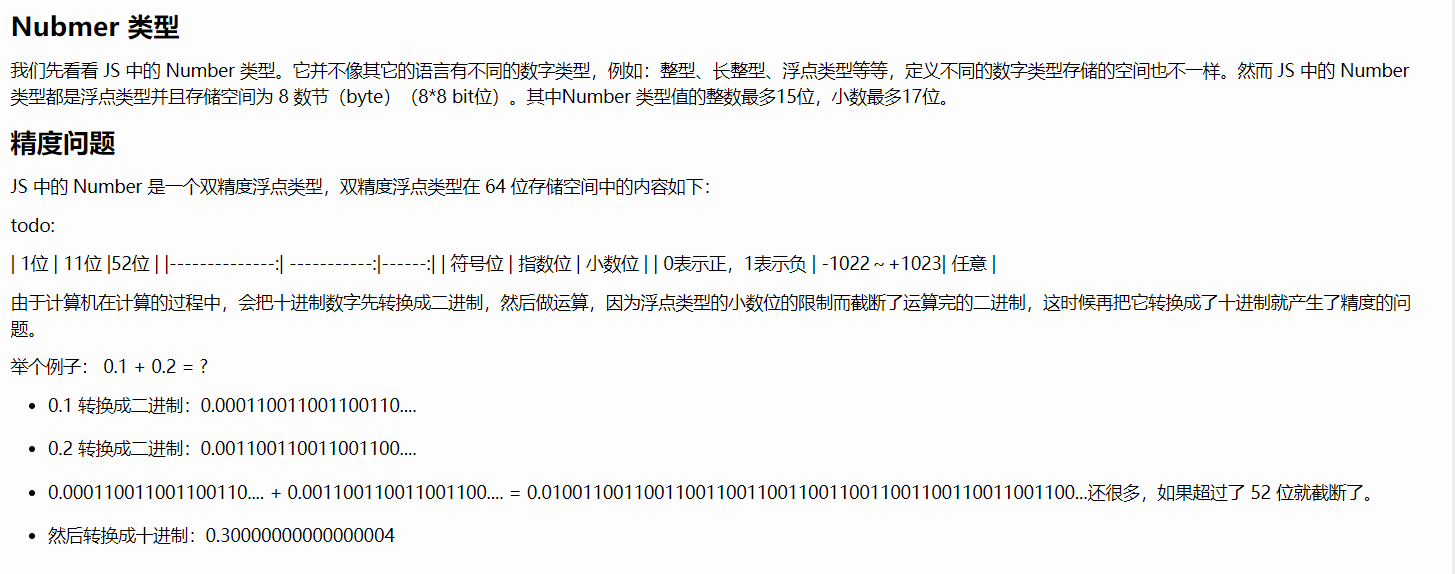 Nubmer 类型
我们先看看 JS 中的 Number 类型。它并不像其它的语言有不同的数字类型，例如：整型、长整型、浮点类型等等，定义不同的数字类型存储的空间也不一样。然而 JS 中的 Number
类型都是浮点类型并且存储空间为 8 数节（byte）（8*8 bit位）。其中Number 类型值的整数最多15位，小数最多17位。
精度问题
JS 中的 Number 是一个双精度浮点类型，双精度浮点类型在 64 位存储空间中的内容如下：
todo:
| 1位 | 11位 |52位 | |--------------:| -----------:|------:| | 符号位 | 指数位 | 小数位 | | 0表示正，1表示负 | -1022～+1023| 任意 |
由于计算机在计算的过程中，会把十进制数字先转换成二进制，然后做运算，因为浮点类型的小数位的限制而截断了运算完的二进制，这时候再把它转换成了十进制就产生了精度的问
题。
举个例子： 0.1 + 0.2 = ?
• 0.1 转换成二进制：0.000110011001100110....
• 0.2 转换成二进制：0.001100110011001100....
• 0.000110011001100110.... + 0.001100110011001100.... = 0.0100110011001100110011001100110011001100110011001100...还很多，如果超过了 52 位就截断了。
• 然后转换成十进制：0.30000000000000004